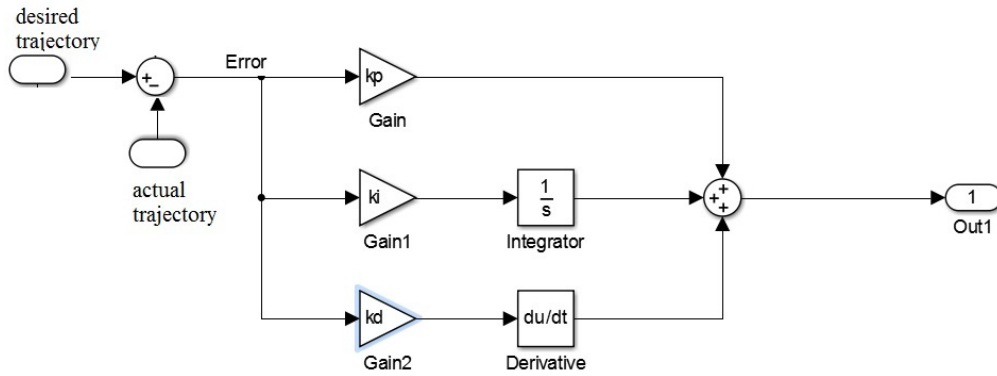 desired
trajectory
Error
+
−
kp
Gain
actual
trajectory
ki
Gain1
1
s
Integrator
+
+
+
1
Out1
kd
Gain2
du/dt
Derivative